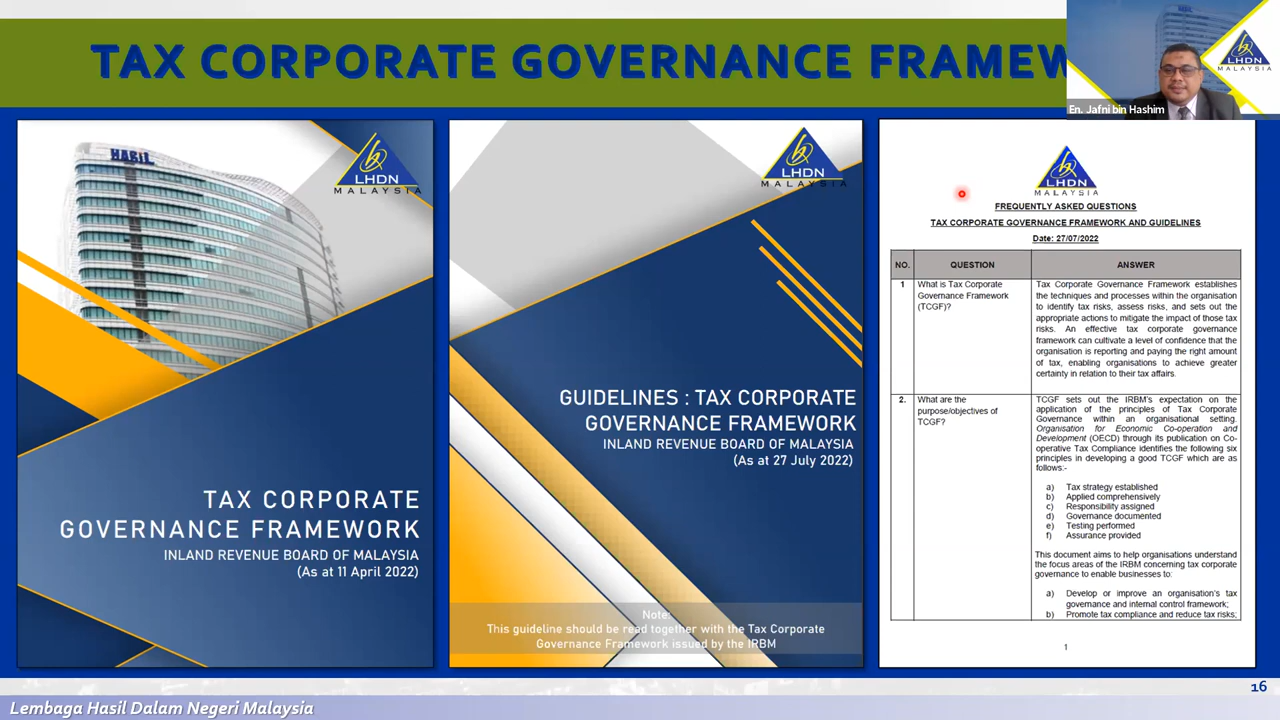 TAX CORPORATE GOVERNANCE FRAMEW
LHDN
MALAYSIA
En. Jafni bin Hashim
HASiL
LHDN
MALAYSIA
TAX CORPORATE
GOVERNANCE FRAMEWORK
INLAND REVENUE BOARD OF MALAYSIA
(As at 11 April 2022)
LHDN
MALAYSIA
GUIDELINES : TAX CORPORATE
GOVERNANCE FRAMEWORK
INLAND REVENUE BOARD OF MALAYSIA
(As at 27 July 2022)
Note:
This guideline should be read together with the Tax Corporate
Governance Framework issued by the IRBM
LHDN
MALAYSIA
FREQUENTLY ASKED QUESTIONS
TAX CORPORATE GOVERNANCE FRAMEWORK AND GUIDELINES
Date: 27/07/2022
NO. QUESTION ANSWER
1 What is Tax Corporate
Governance Framework
(TCGF)?
Tax Corporate Governance Framework establishes
the techniques and processes within the organisation
to identify tax risks, assess risks, and sets out the
appropriate actions to mitigate the impact of those tax
risks. An effective tax corporate governance
framework can cultivate a level of confidence that the
organisation is reporting and paying the right amount
of tax, enabling organisations to achieve greater
certainty in relation to their tax affairs.
2. What are the
purpose/objectives of
TCGF?
TCGF sets out the IRBM's expectation on the
application of the principles of Tax Corporate
Governance within an organisational setting.
Organisation for Economic Co-operation and
Development (OECD) through its publication on Co-
operative Tax Compliance identifies the following six
principles in developing a good TCGF which are as
follows:-
a) Tax strategy established
b) Applied comprehensively
c) Responsibility assigned
d) Governance documented
e) Testing performed
f) Assurance provided
This document aims to help organisations understand
the focus areas of the IRBM concerning tax corporate
governance to enable businesses to:
a) Develop or improve an organisation's tax
governance and internal control framework;
b) Promote tax compliance and reduce tax risks;
1
16
Lembaga Hasil Dalam Negeri Malaysia